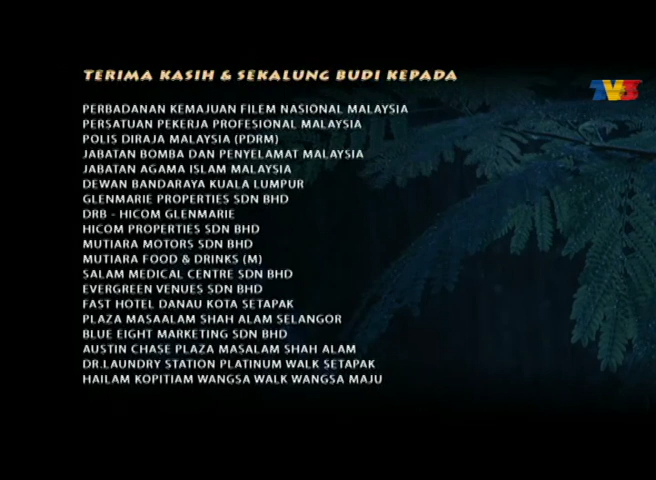 TERIMA KASIH & SEKALUNG BUDI KEPADA
TV3
PERBADANAN KEMAJUAN FILEM NASIONAL MALAYSIA
PERSATUAN PEKERJA PROFESIONAL MALAYSIA
POLIS DIRAJA MALAYSIA (PDRM)
JABATAN BOMBA DAN PENYELAMAT MALAYSIA
JABATAN AGAMA ISLAM MALAYSIA
DEWAN BANDARAYA KUALA LUMPUR
GLENMARIE PROPERTIES SDN BHD
DRB - HICOM GLENMARIE
HICOM PROPERTIES SDN BHD
MUTIARA MOTORS SDN BHD
MUTIARA FOOD & DRINKS (M)
SALAM MEDICAL CENTRE SDN BHD
EVERGREEN VENUES SDN BHD
FAST HOTEL DANAU KOTA SETAPAK
PLAZA MASAALAM SHAH ALAM SELANGOR
BLUE EIGHT MARKETING SDN BHD
AUSTIN CHASE PLAZA MASALAM SHAH ALAM
DR.LAUNDRY STATION PLATINUM WALK SETAPAK
HAILAM KOPITIAM WANGSA WALK WANGSA MAJU